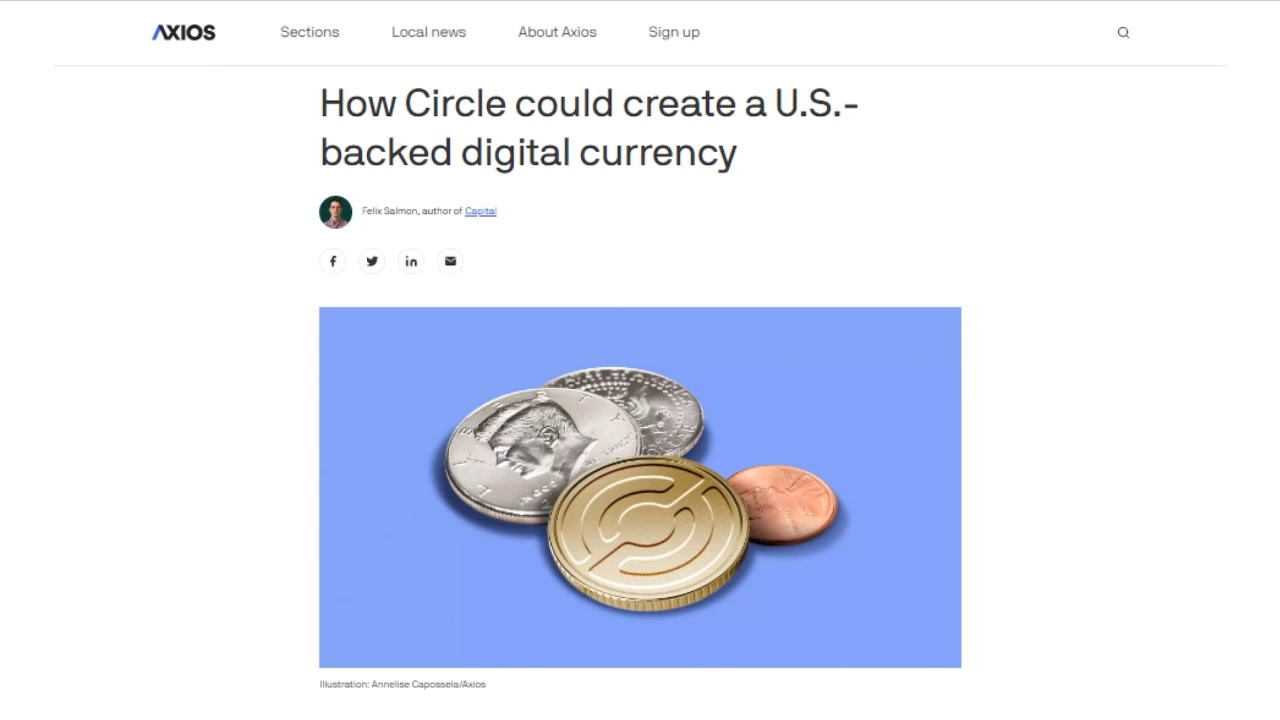 AXIOS
Sections Local news About Axios Sign up
How Circle could create a U.S.-
backed digital currency
Felix Salmon, author of Capital
Illustration: Annelise Capossela/Axios